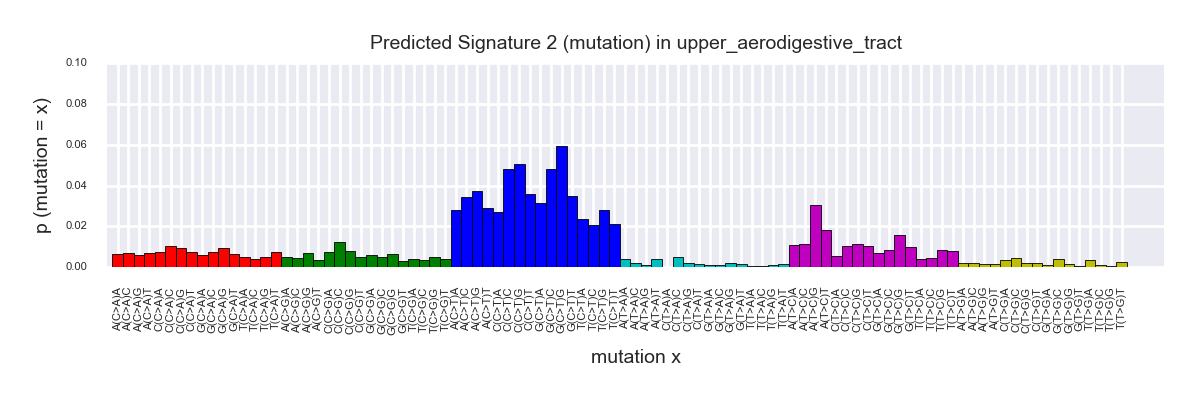 Predicted Signature 2 (mutation) in upper_aerodigestive_tract
p (mutation = x)
0.10
0.08
0.06
0.04
0.02
0.00
A(C>A)A
A(C>A)C
A(C>A)G
A(C>A)T
C(C>A)A
C(C>A)C
C(C>A)G
C(C>A)T
G(C>A)A
G(C>A)C
G(C>A)G
G(C>A)T
T(C>A)A
T(C>A)C
T(C>A)G
T(C>A)T
A(C>G)A
A(C>G)C
A(C>G)G
A(C>G)T
C(C>G)A
C(C>G)C
C(C>G)G
C(C>G)T
G(C>G)A
G(C>G)C
G(C>G)G
G(C>G)T
T(C>G)A
T(C>G)C
T(C>G)G
T(C>G)T
A(C>T)A
A(C>T)C
A(C>T)G
A(C>T)T
C(C>T)A
C(C>T)C
C(C>T)G
C(C>T)T
G(C>T)A
G(C>T)C
G(C>T)G
G(C>T)T
T(C>T)A
T(C>T)C
T(C>T)G
T(C>T)T
A(T>A)A
A(T>A)C
A(T>A)G
A(T>A)T
C(T>A)A
C(T>A)C
C(T>A)G
C(T>A)T
G(T>A)A
G(T>A)C
G(T>A)G
G(T>A)T
T(T>A)A
T(T>A)C
T(T>A)G
T(T>A)T
A(T>C)A
A(T>C)C
A(T>C)G
A(T>C)T
C(T>C)A
C(T>C)C
C(T>C)G
C(T>C)T
G(T>C)A
G(T>C)C
G(T>C)G
G(T>C)T
T(T>C)A
T(T>C)C
T(T>C)G
T(T>C)T
A(T>G)A
A(T>G)C
A(T>G)G
A(T>G)T
C(T>G)A
C(T>G)C
C(T>G)G
C(T>G)T
G(T>G)A
G(T>G)C
G(T>G)G
G(T>G)T
T(T>G)A
T(T>G)C
T(T>G)G
T(T>G)T
mutation x